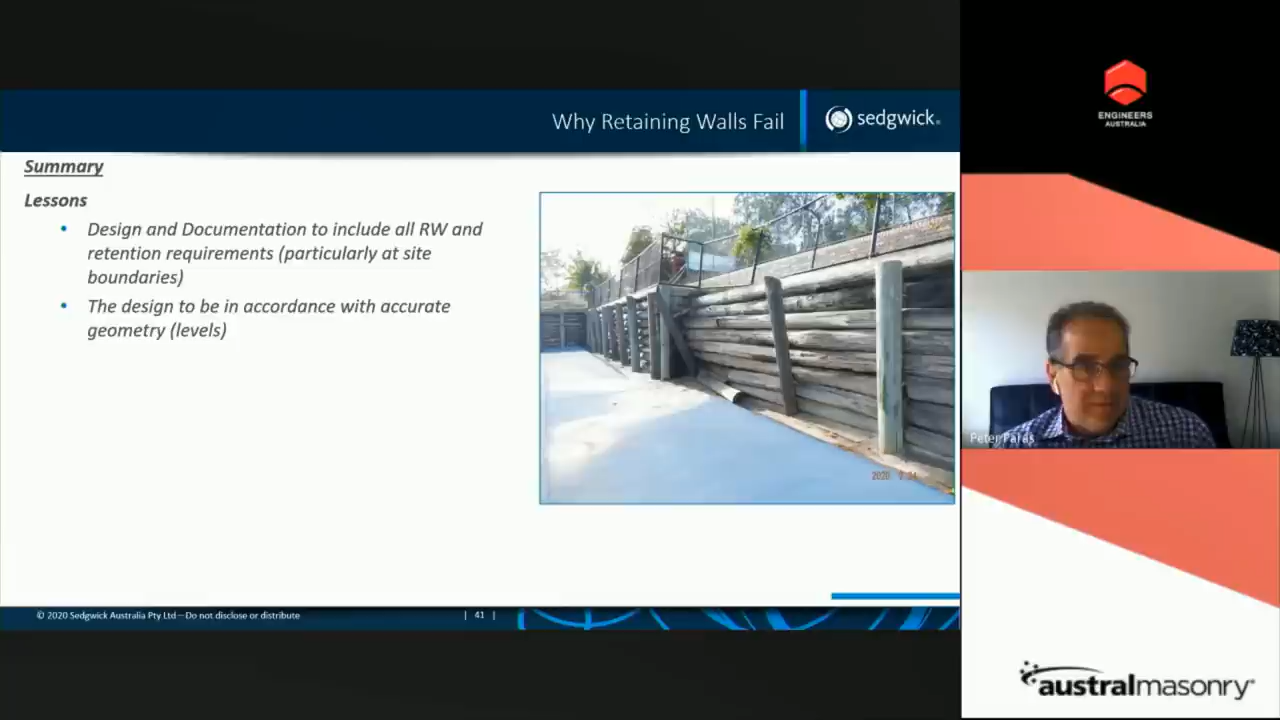 Why Retaining Walls Fail
sedgwick
Summary
Lessons
• Design and Documentation to include all RW and
retention requirements (particularly at site
boundaries)
• The design to be in accordance with accurate
geometry (levels)
© 2020 Sedgwick Australia Pty Ltd – Do not disclose or distribute
| 41 |
ENGINEERS
AUSTRALIA
Peter Faras
australmasonry